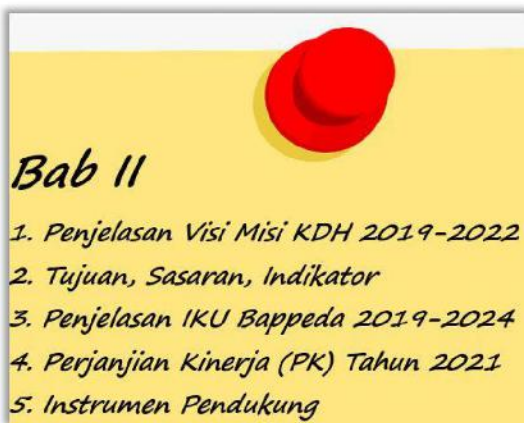 Bab II
1. Penjelasan Visi Misi KDH 2019-2022
2. Tujuan, Sasaran, Indikator
3. Penjelasan IKU Bappeda 2019-2024
4. Perjanjian Kinerja (PK) Tahun 2021
5. Instrumen Pendukung